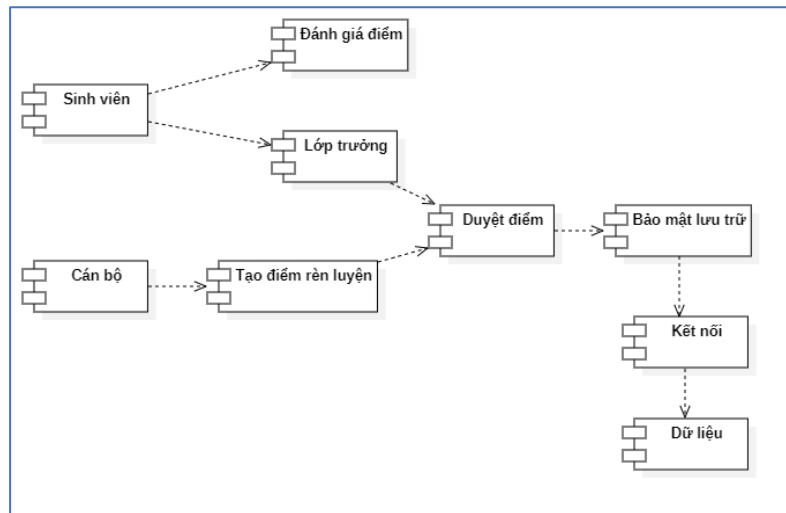 Đánh giá điểm
Sinh viên
Lớp trưởng
Duyệt điểm
Bảo mật lưu trữ
Cán bộ
Tạo điểm rèn luyện
Kết nối
Dữ liệu